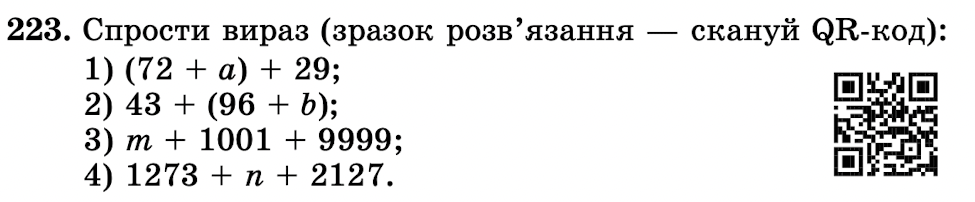 223. Спрости вираз (зразок розв’язання — скануй QR-код):
1) (72 + a) + 29;
2) 43 + (96 + b);
3) m + 1001 + 9999;
4) 1273 + n + 2127.